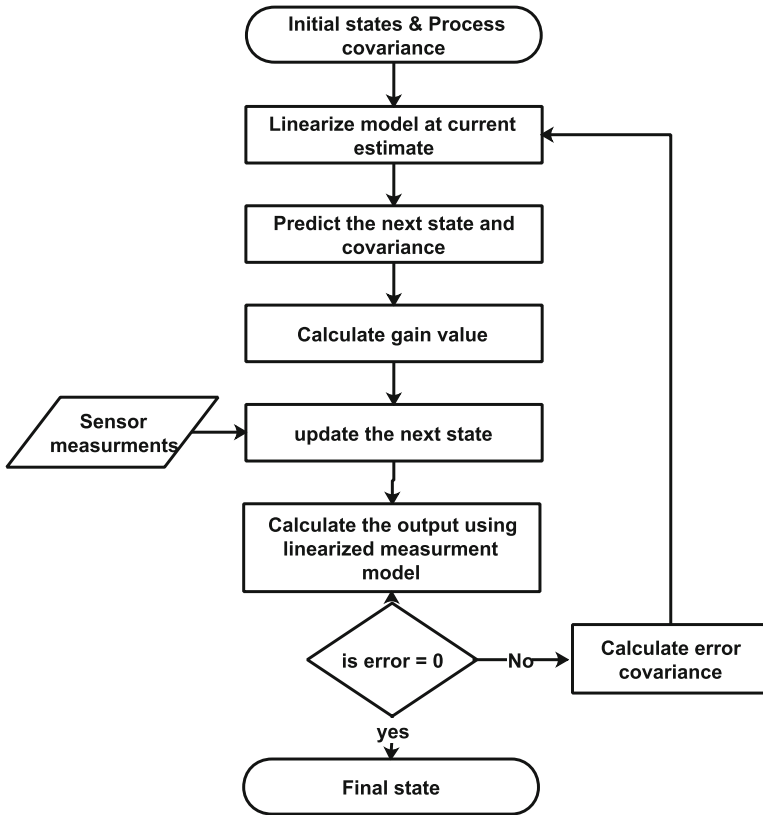 Initial states & Process
covariance
Linearize model at current
estimate
Predict the next state and
covariance
Calculate gain value
Sensor
measurments
update the next state
Calculate the output using
linearized measurment
model
is error = 0
No
Calculate error
covariance
yes
Final state